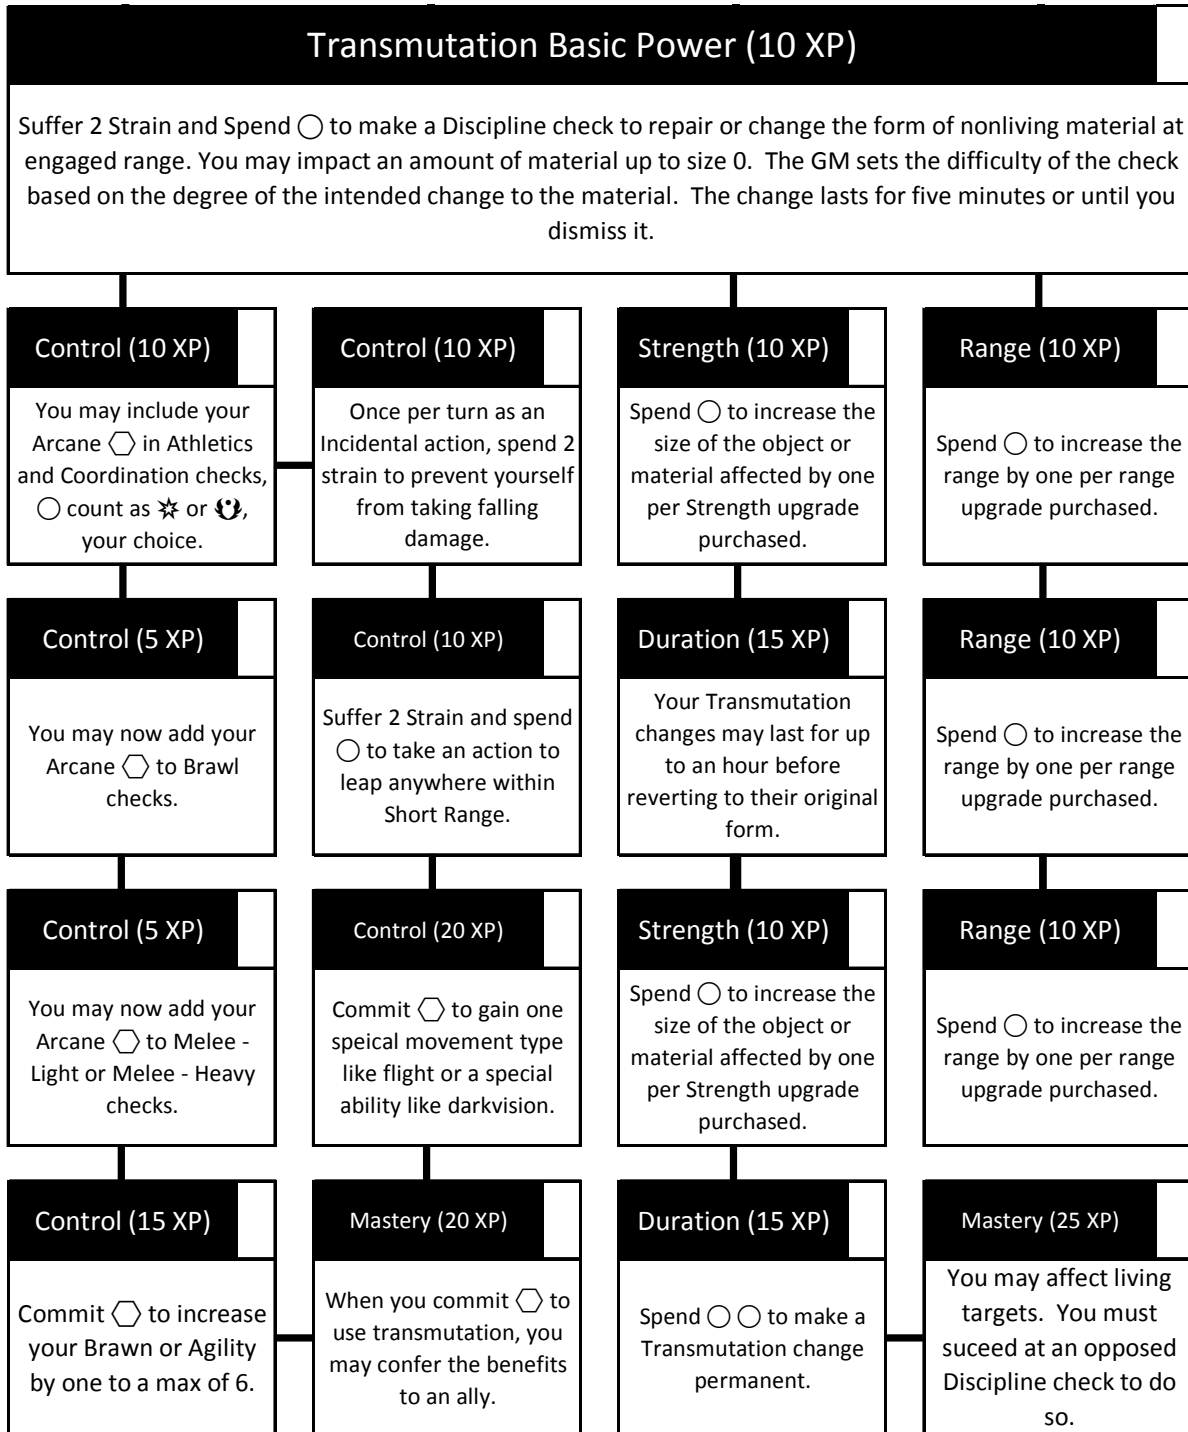 Transmutation Basic Power (10 XP)
Suffer 2 Strain and Spend ◯ to make a Discipline check to repair or change the form of nonliving material at
engaged range. You may impact an amount of material up to size 0. The GM sets the difficulty of the check
based on the degree of the intended change to the material. The change lasts for five minutes or until you
dismiss it.
Control (10 XP)
You may include your
Arcane ⬡ in Athletics
and Coordination checks,
◯ count as or ,
your choice.
Control (10 XP)
Once per turn as an
Incidental action, spend 2
strain to prevent yourself
from taking falling
damage.
Strength (10 XP)
Spend ◯ to increase the
size of the object or
material affected by one
per Strength upgrade
purchased.
Range (10 XP)
Spend ◯ to increase the
range by one per range
upgrade purchased.
Control (5 XP)
You may now add your
Arcane ⬡ to Brawl
checks.
Control (10 XP)
Suffer 2 Strain and spend
◯ to take an action to
leap anywhere within
Short Range.
Duration (15 XP)
Your Transmutation
changes may last for up
to an hour before
reverting to their original
form.
Range (10 XP)
Spend ◯ to increase the
range by one per range
upgrade purchased.
Control (5 XP)
You may now add your
Arcane ⬡ to Melee -
Light or Melee - Heavy
checks.
Control (20 XP)
Commit ⬡ to gain one
speical movement type
like flight or a special
ability like darkvision.
Strength (10 XP)
Spend ◯ to increase the
size of the object or
material affected by one
per Strength upgrade
purchased.
Range (10 XP)
Spend ◯ to increase the
range by one per range
upgrade purchased.
Control (15 XP)
Commit ⬡ to increase
your Brawn or Agility
by one to a max of 6.
Mastery (20 XP)
When you commit ⬡ to
use transmutation, you
may confer the benefits
to an ally.
Duration (15 XP)
Spend ◯ ◯ to make a
Transmutation change
permanent.
Mastery (25 XP)
You may affect living
targets. You must
suceed at an opposed
Discipline check to do
so.